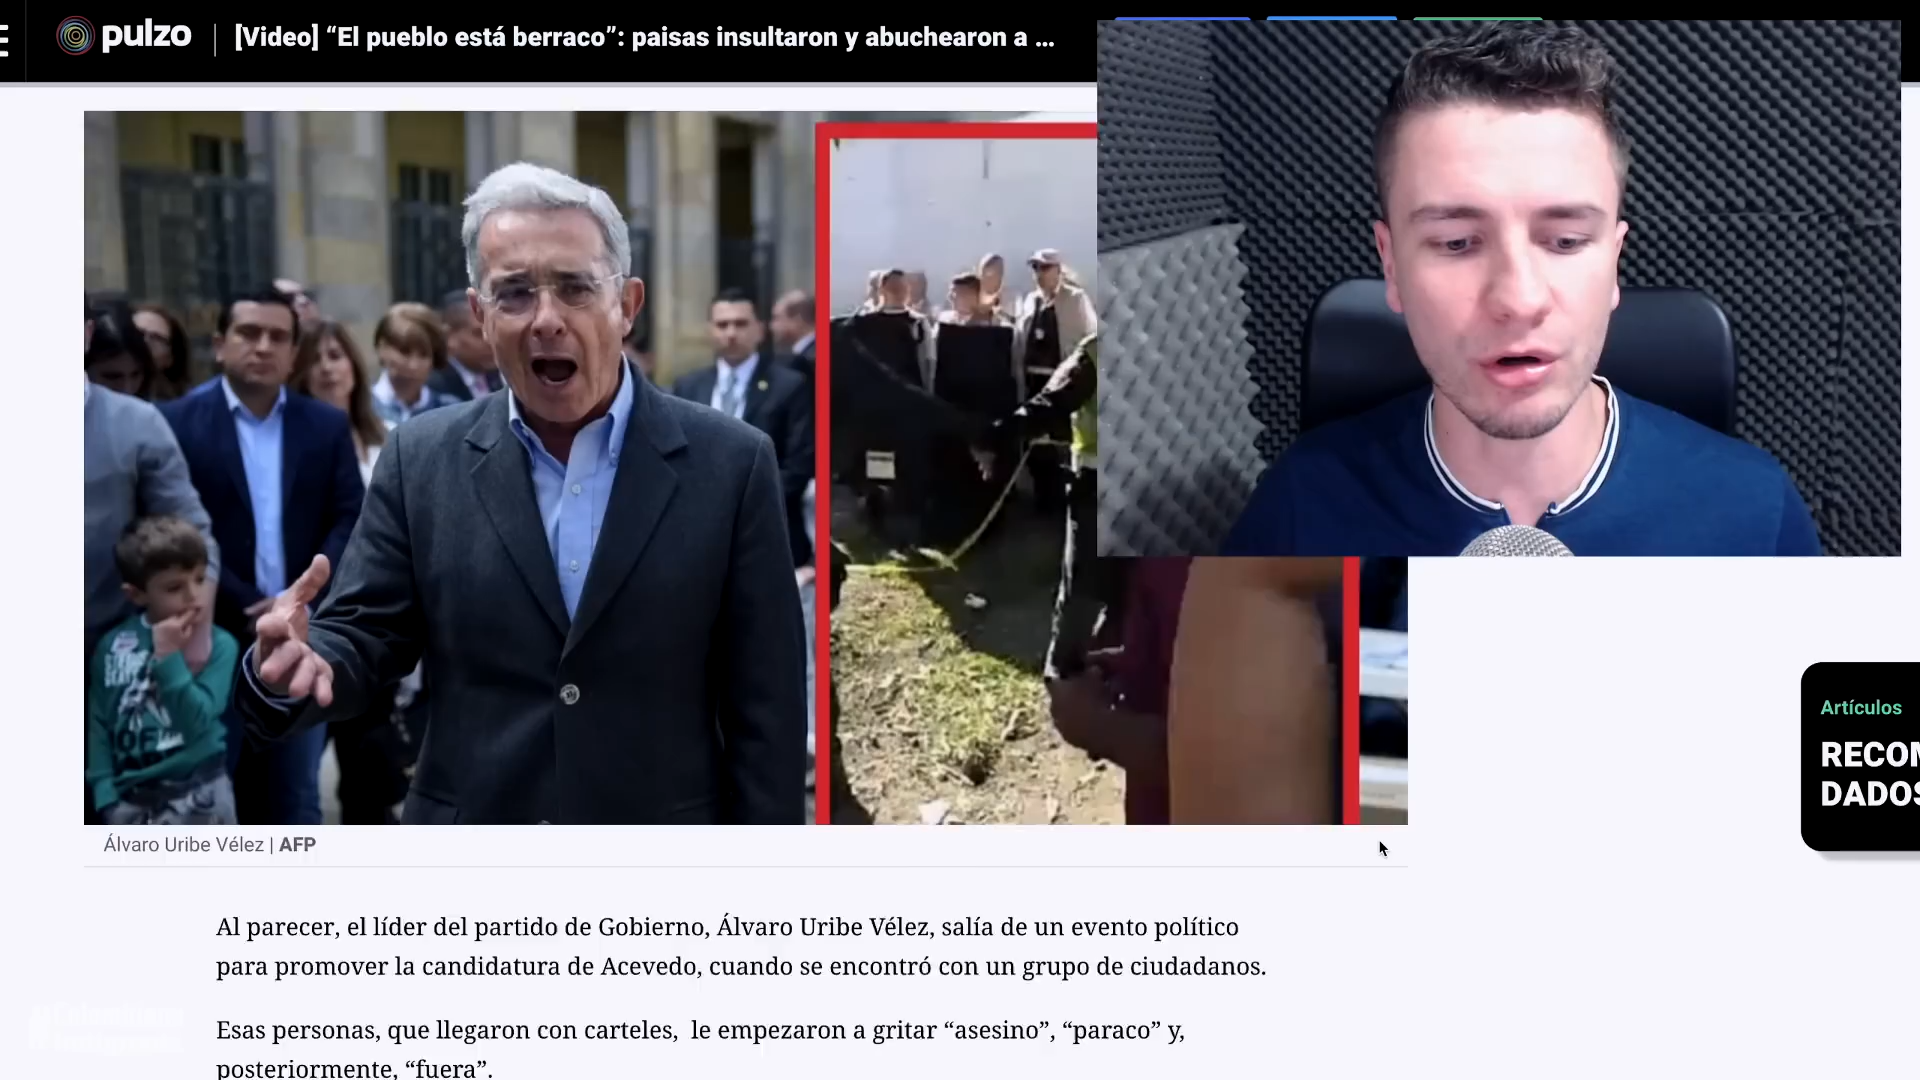 pulzo
[Video] “El pueblo está berraco”: paisas insultaron y abuchearon a ...
Álvaro Uribe Vélez | AFP
Artículos
Al parecer, el líder del partido de Gobierno, Álvaro Uribe Vélez, salía de un evento político
para promover la candidatura de Acevedo, cuando se encontró con un grupo de ciudadanos.
Esas personas, que llegaron con carteles, le empezaron a gritar “asesino”, “paraco” y,
posteriormente, “fuera”.